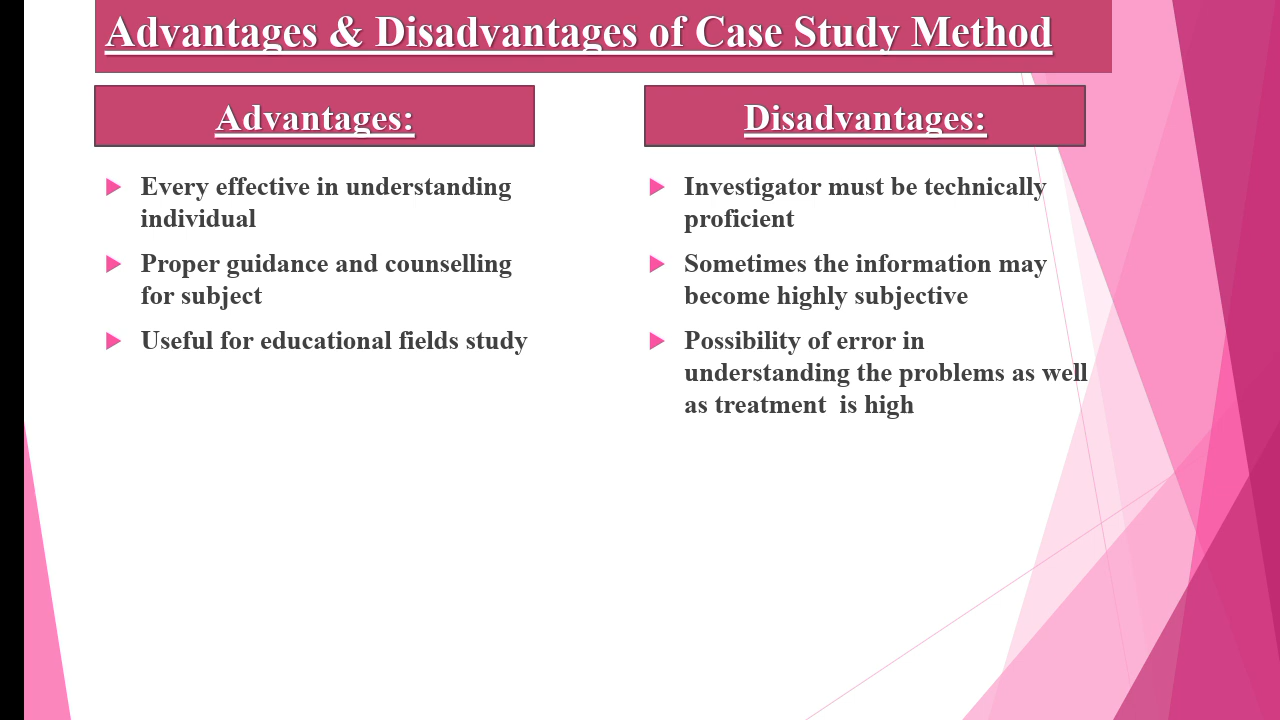 Advantages & Disadvantages of Case Study Method
Advantages:
Every effective in understanding
individual
Proper guidance and counselling
for subject
Useful for educational fields study
Disadvantages:
Investigator must be technically
proficient
Sometimes the information may
become highly subjective
Possibility of error in
understanding the problems as well
as treatment  is high